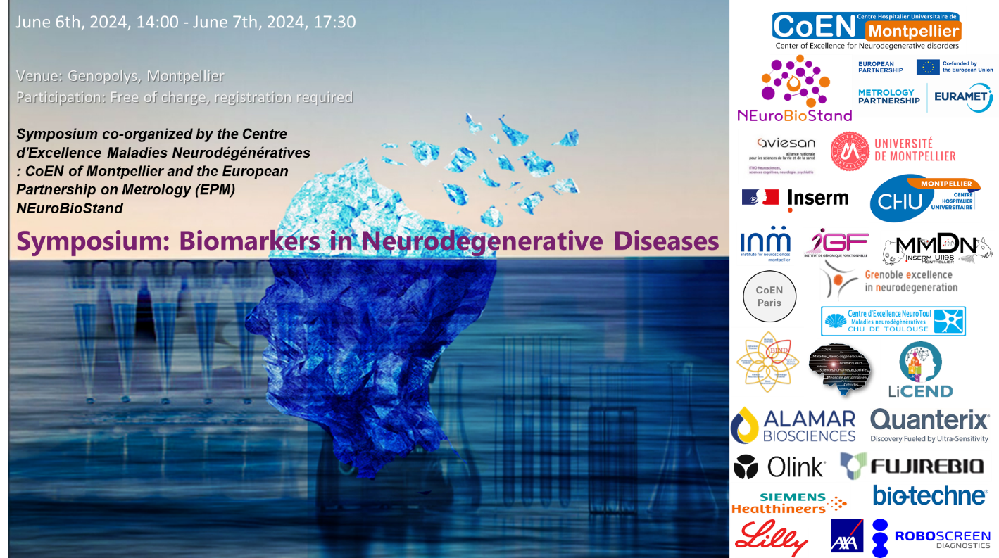 June 6th, 2024, 14:00 - June 7th, 2024, 17:30
Venue: Genopolys, Montpellier
Participation: Free of charge, registration required
Symposium co-organized by the Centre
d'Excellence Maladies Neurodégénératives
: CoEN of Montpellier and the European
Partnership on Metrology (EPM)
NEuroBioStand
Symposium: Biomarkers in Neurodegenerative Diseases
Centre Hospitalier Universitaire de
CoEN Montpellier
Center of Excellence for Neurodegenerative disorders
NEuroBioStand
EUROPEAN
PARTNERSHIP
Co-funded by
the European Union
METROLOGY
PARTNERSHIP
EURAMET
aviesan
alliance nationale
pour les sciences de la vie et de la santé
ITMO Neurosciences,
sciences cognitives, neurologie, psychiatrie
UNIVERSITÉ
DE MONTPELLIER
Inserm
MONTPELLIER
CHU
CENTRE
HOSPITALIER
UNIVERSITAIRE
inm
institute for neurosciences
montpellier
iGF
INSTITUT DE GÉNOMIQUE FONCTIONNELLE
MMDN
INSERM U1198
MONTPELLIER
CoEN
Paris
Grenoble excellence
in neurodegeneration
Centre d'Excellence NeuroToul
Maladies neurodégénératives
CHU DE TOULOUSE
BIND
COEN
Maladies Neuro-dégénératives
Biomarqueurs
Sciences humaines et sociales
Médecine personnalisée
Cohortes
LiCEND
ALAMAR
BIOSCIENCES
Quanterix
Discovery Fueled by Ultra-Sensitivity
Olink
FUJIREBIO
SIEMENS
Healthineers
bio-techne
Lilly
AXA
ROBOSCREEN
DIAGNOSTICS